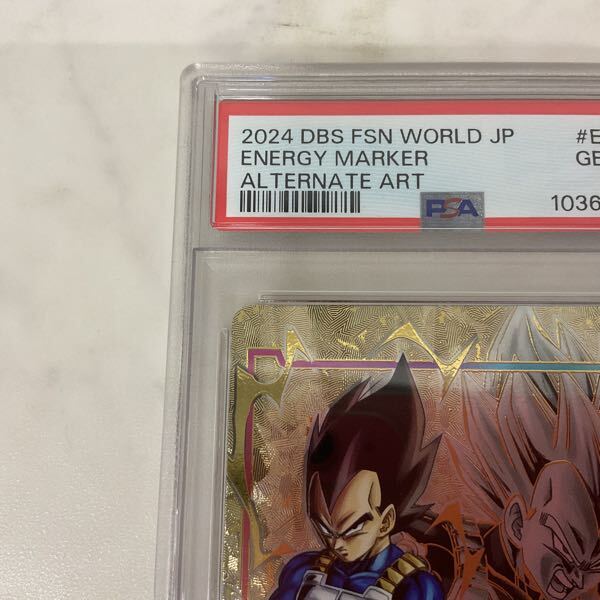 2024 DBS FSN WORLD JP #E
ENERGY MARKER GE
ALTERNATE ART
PSA 1036